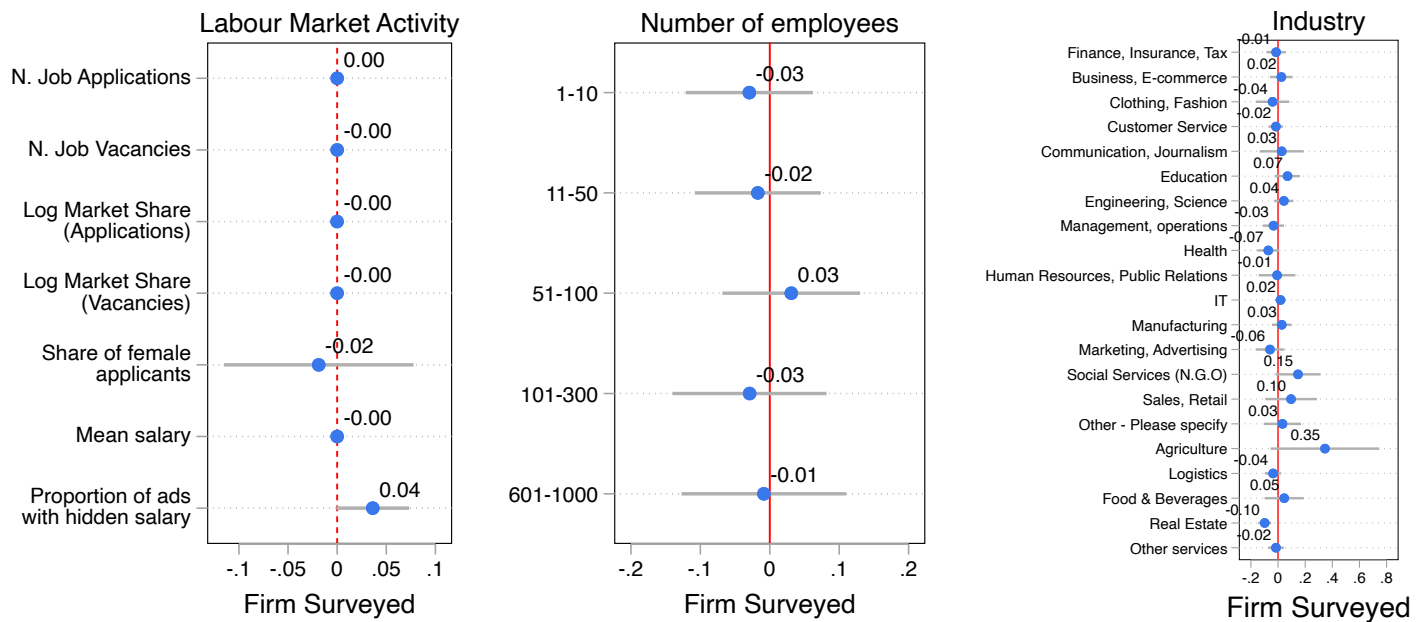 Labour Market Activity
N. Job Applications
0.00
N. Job Vacancies
-0.00
Log Market Share
(Applications)
-0.00
Log Market Share
(Vacancies)
-0.00
Share of female
applicants
-0.02
Mean salary
-0.00
Proportion of ads
with hidden salary
0.04
-.1 -.05 0 .05 .1
Firm Surveyed
Number of employees
1-10
-0.03
11-50
-0.02
51-100
0.03
101-300
-0.03
601-1000
-0.01
-.2 -.1 0 .1 .2
Firm Surveyed
Industry
Finance, Insurance, Tax
-0.01
Business, E-commerce
0.02
Clothing, Fashion
-0.04
Customer Service
-0.02
Communication, Journalism
0.03
Education
0.07
Engineering, Science
0.04
Management, operations
-0.03
Health
-0.07
Human Resources, Public Relations
-0.01
IT
0.02
Manufacturing
0.03
Marketing, Advertising
-0.06
Social Services (N.G.O)
0.15
Sales, Retail
0.10
Other - Please specify
0.03
Agriculture
0.35
Logistics
-0.04
Food & Beverages
0.05
Real Estate
-0.10
Other services
-0.02
-.2 0 .2 .4 .6 .8
Firm Surveyed